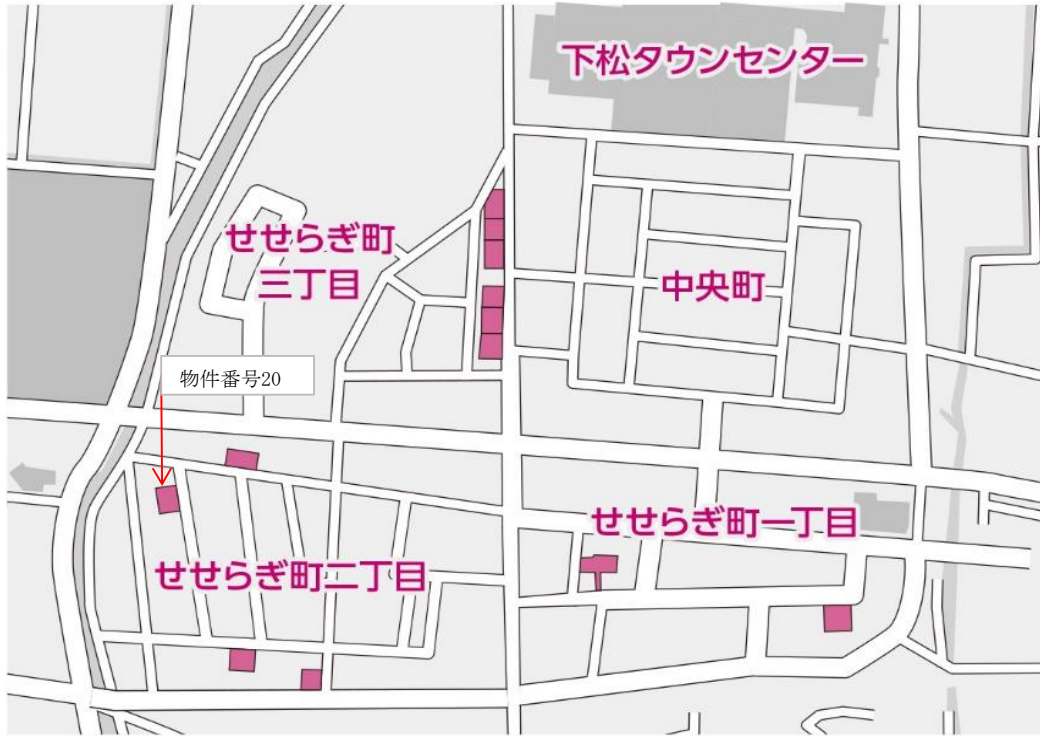 下松タウンセンター
せせらぎ町
三丁目
中央町
物件番号20
せせらぎ町一丁目
せせらぎ町二丁目